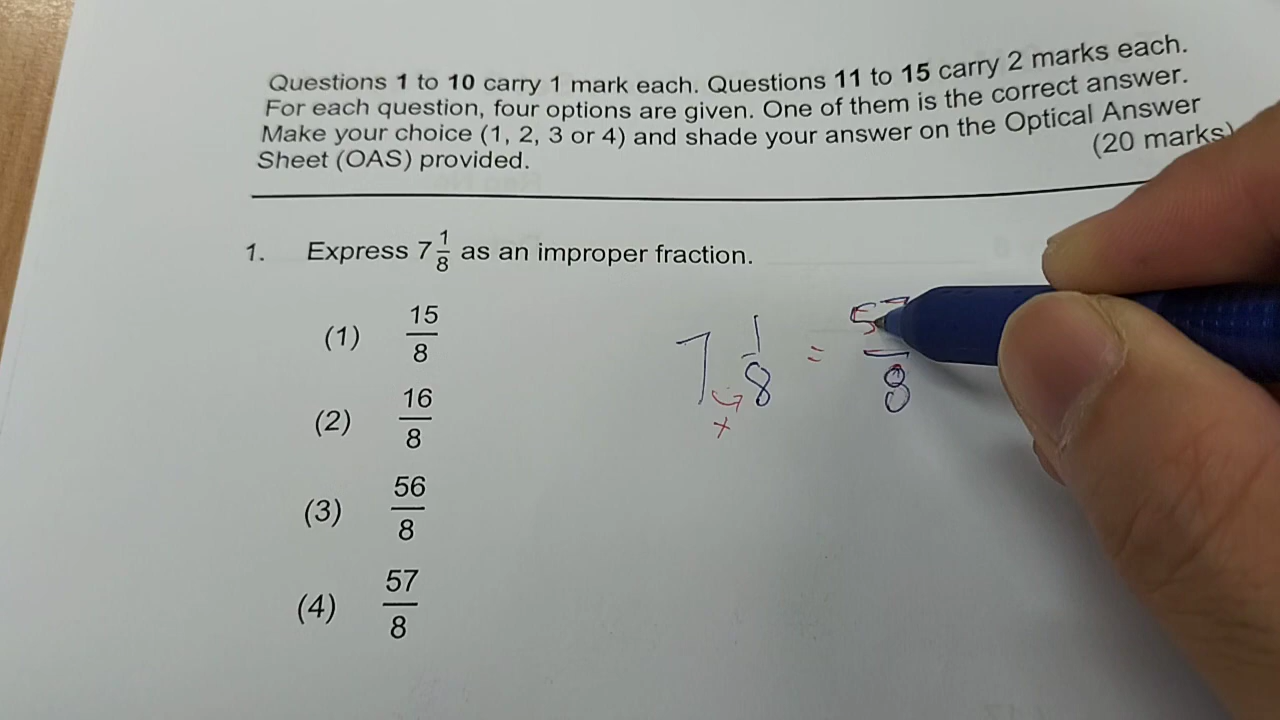 Questions 1 to 10 carry 1 mark each. Questions 11 to 15 carry 2 marks each.
For each question, four options are given. One of them is the correct answer.
Make your choice (1, 2, 3 or 4) and shade your answer on the Optical Answer
Sheet (OAS) provided.
(20 marks)
1. Express 7 1/8 as an improper fraction.
(1) 15/8
(2) 16/8
(3) 56/8
(4) 57/8
7 1/8 = 57/8
×